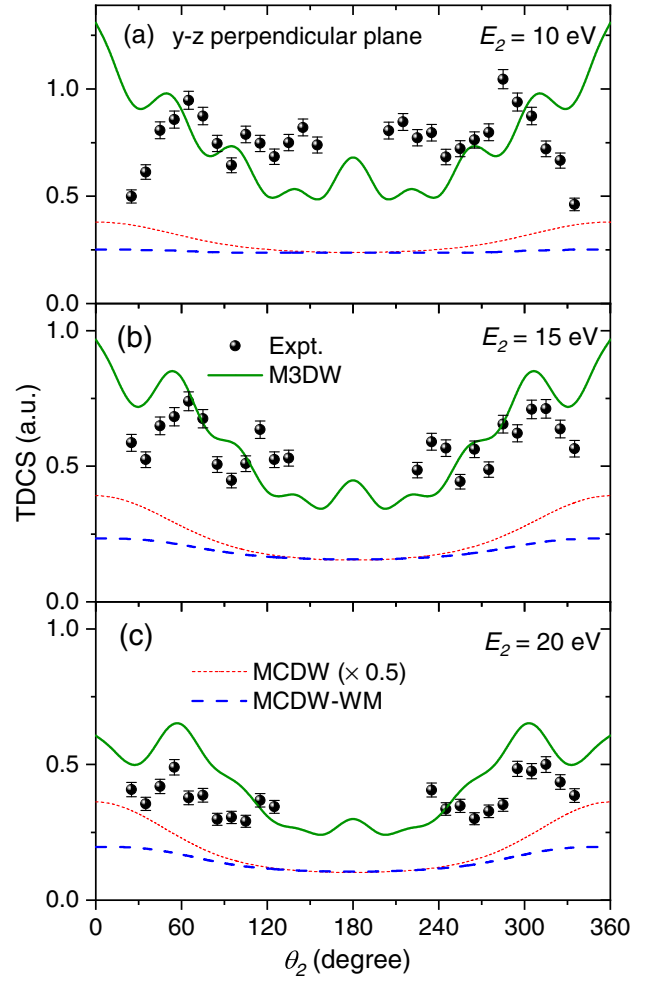 (a) y-z perpendicular plane E₂ = 10 eV
1.0
0.5
0.0
(b) E₂ = 15 eV
Expt.
M3DW
1.0
0.5
0.0
TDCS (a.u.)
(c) E₂ = 20 eV
MCDW (× 0.5)
MCDW-WM
1.0
0.5
0.0
0 60 120 180 240 300 360
θ₂ (degree)